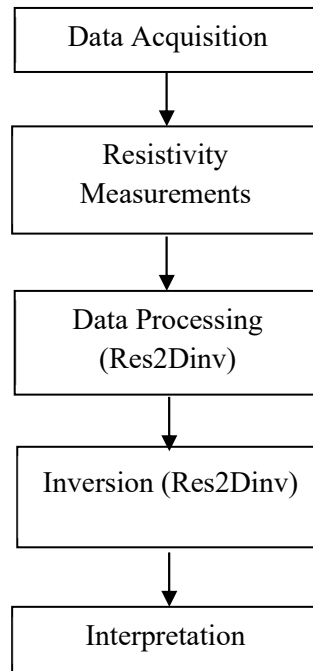 Data Acquisition
Resistivity
Measurements
Data Processing
(Res2Dinv)
Inversion (Res2Dinv)
Interpretation